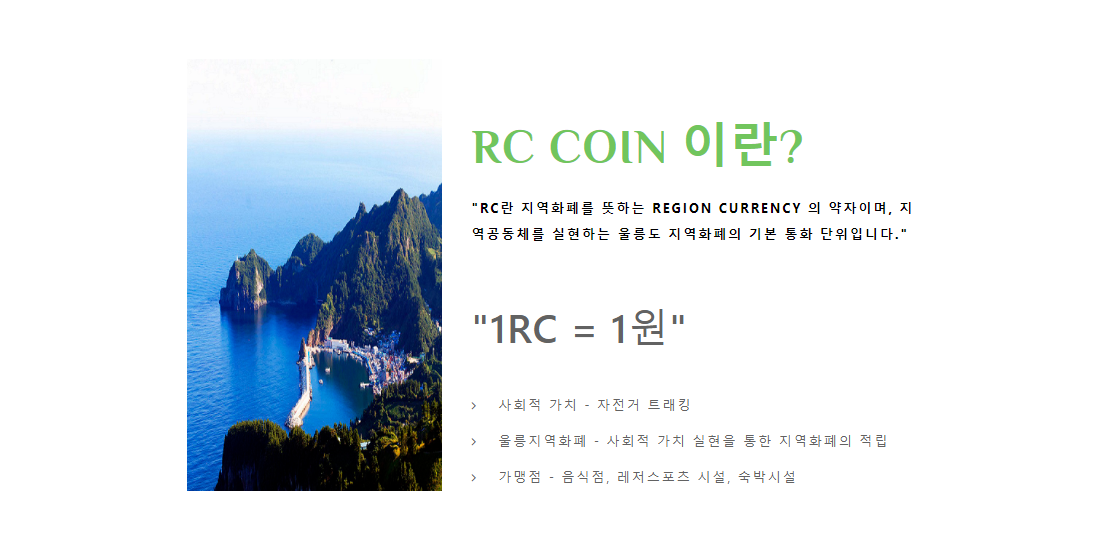 RC COIN 이란?
"RC란 지역화폐를 뜻하는 REGION CURRENCY 의 약자이며, 지
역공동체를 실현하는 울릉도 지역화폐의 기본 통화 단위입니다."
"1RC = 1원"
› 사회적 가치 - 자전거 트래킹
› 울릉지역화폐 - 사회적 가치 실현을 통한 지역화폐의 적립
› 가맹점 - 음식점, 레저스포츠 시설, 숙박시설